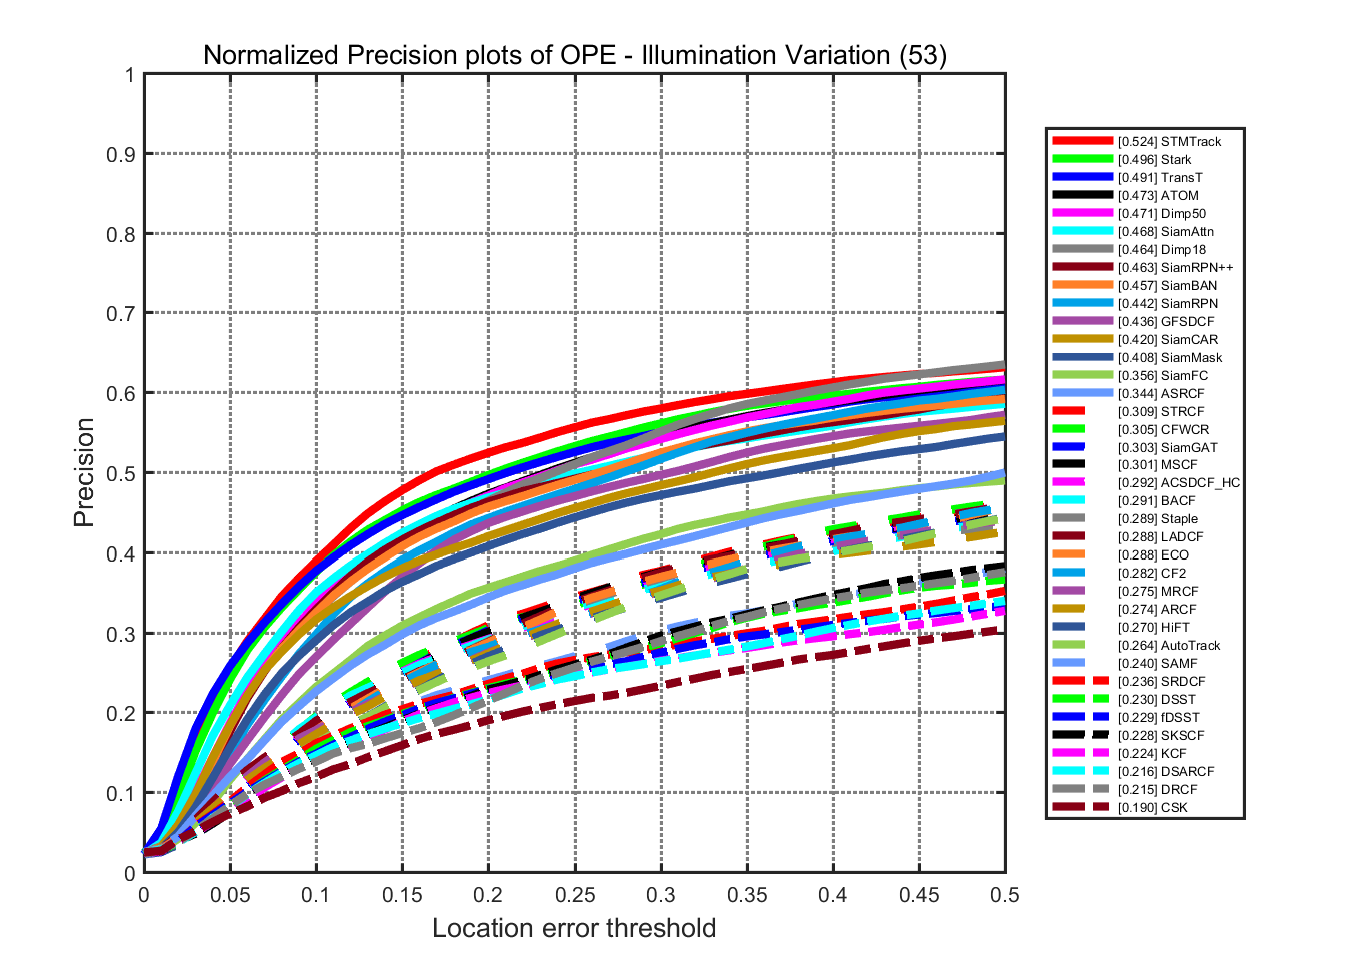 Normalized Precision plots of OPE - Illumination Variation (53)
1
0.9
0.8
0.7
0.6
0.5
0.4
0.3
0.2
0.1
0
Precision
0 0.05 0.1 0.15 0.2 0.25 0.3 0.35 0.4 0.45 0.5
Location error threshold
[0.524] STMTrack
[0.496] Stark
[0.491] TransT
[0.473] ATOM
[0.471] Dimp50
[0.468] SiamAttn
[0.464] Dimp18
[0.463] SiamRPN++
[0.457] SiamBAN
[0.442] SiamRPN
[0.436] GFSDCF
[0.420] SiamCAR
[0.408] SiamMask
[0.356] SiamFC
[0.344] ASRCF
[0.309] STRCF
[0.305] CFWCR
[0.303] SiamGAT
[0.301] MSCF
[0.292] ACSDCF_HC
[0.291] BACF
[0.289] Staple
[0.288] LADCF
[0.288] ECO
[0.282] CF2
[0.275] MRCF
[0.274] ARCF
[0.270] HiFT
[0.264] AutoTrack
[0.240] SAMF
[0.236] SRDCF
[0.230] DSST
[0.229] fDSST
[0.228] SKSCF
[0.224] KCF
[0.216] DSARCF
[0.215] DRCF
[0.190] CSK